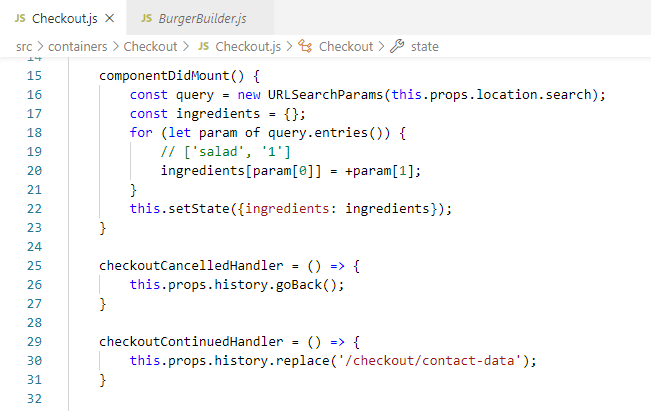 JS Checkout.js ×
JS BurgerBuilder.js
src > containers > Checkout > JS Checkout.js > Checkout > state
14
15 componentDidMount() {
16 const query = new URLSearchParams(this.props.location.search);
17 const ingredients = {};
18 for (let param of query.entries()) {
19 // ['salad', '1']
20 ingredients[param[0]] = +param[1];
21 }
22 this.setState({ingredients: ingredients});
23 }
24
25 checkoutCancelledHandler = () => {
26 this.props.history.goBack();
27 }
28
29 checkoutContinuedHandler = () => {
30 this.props.history.replace('/checkout/contact-data');
31 }
32